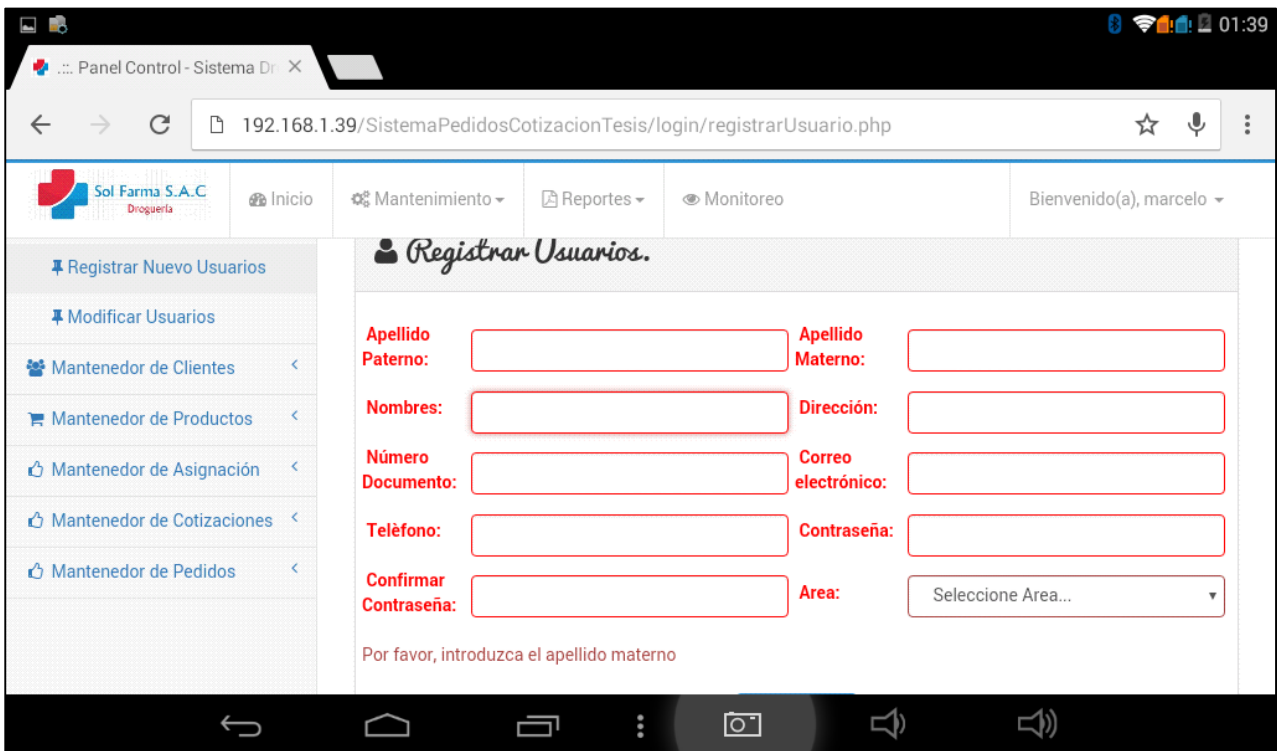 01:39
.::. Panel Control - Sistema Dr
192.168.1.39/SistemaPedidosCotizacionTesis/login/registrarUsuario.php
Sol Farma S.A.C
Droguería
Inicio
Mantenimiento
Reportes
Monitoreo
Bienvenido(a), marcelo
Registrar Nuevo Usuarios
Modificar Usuarios
Mantenedor de Clientes
Mantenedor de Productos
Mantenedor de Asignación
Mantenedor de Cotizaciones
Mantenedor de Pedidos
Registrar Usuarios.
Apellido
Paterno:
Apellido
Materno:
Nombres:
Dirección:
Número
Documento:
Correo
electrónico:
Telèfono:
Contraseña:
Confirmar
Contraseña:
Area:
Seleccione Area...
Por favor, introduzca el apellido materno